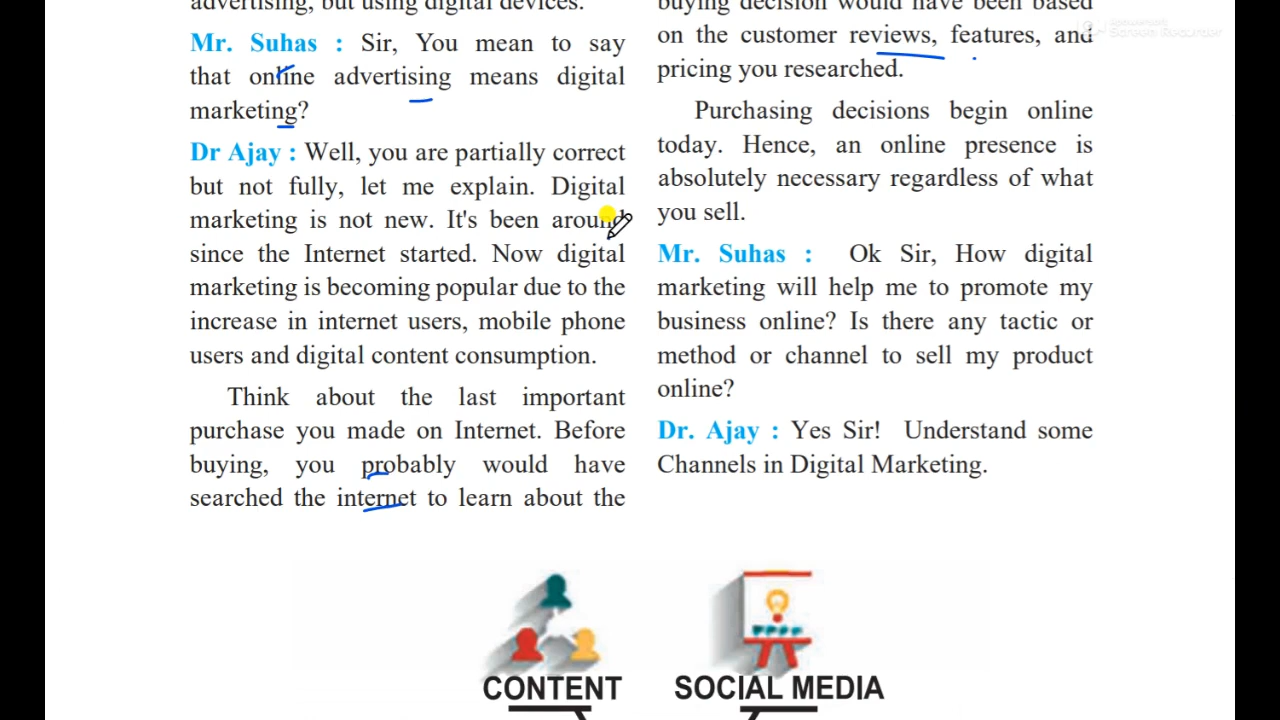 advertising, but using digital devices.
Mr. Suhas : Sir, You mean to say
that online advertising means digital
marketing?
Dr Ajay : Well, you are partially correct
but not fully, let me explain. Digital
marketing is not new. It's been around
since the Internet started. Now digital
marketing is becoming popular due to the
increase in internet users, mobile phone
users and digital content consumption.
Think about the last important
purchase you made on Internet. Before
buying, you probably would have
searched the internet to learn about the
buying decision would have been based
on the customer reviews, features, and
pricing you researched.
Purchasing decisions begin online
today. Hence, an online presence is
absolutely necessary regardless of what
you sell.
Mr. Suhas : Ok Sir, How digital
marketing will help me to promote my
business online? Is there any tactic or
method or channel to sell my product
online?
Dr. Ajay : Yes Sir! Understand some
Channels in Digital Marketing.
CONTENT
SOCIAL MEDIA
Screen Recorder